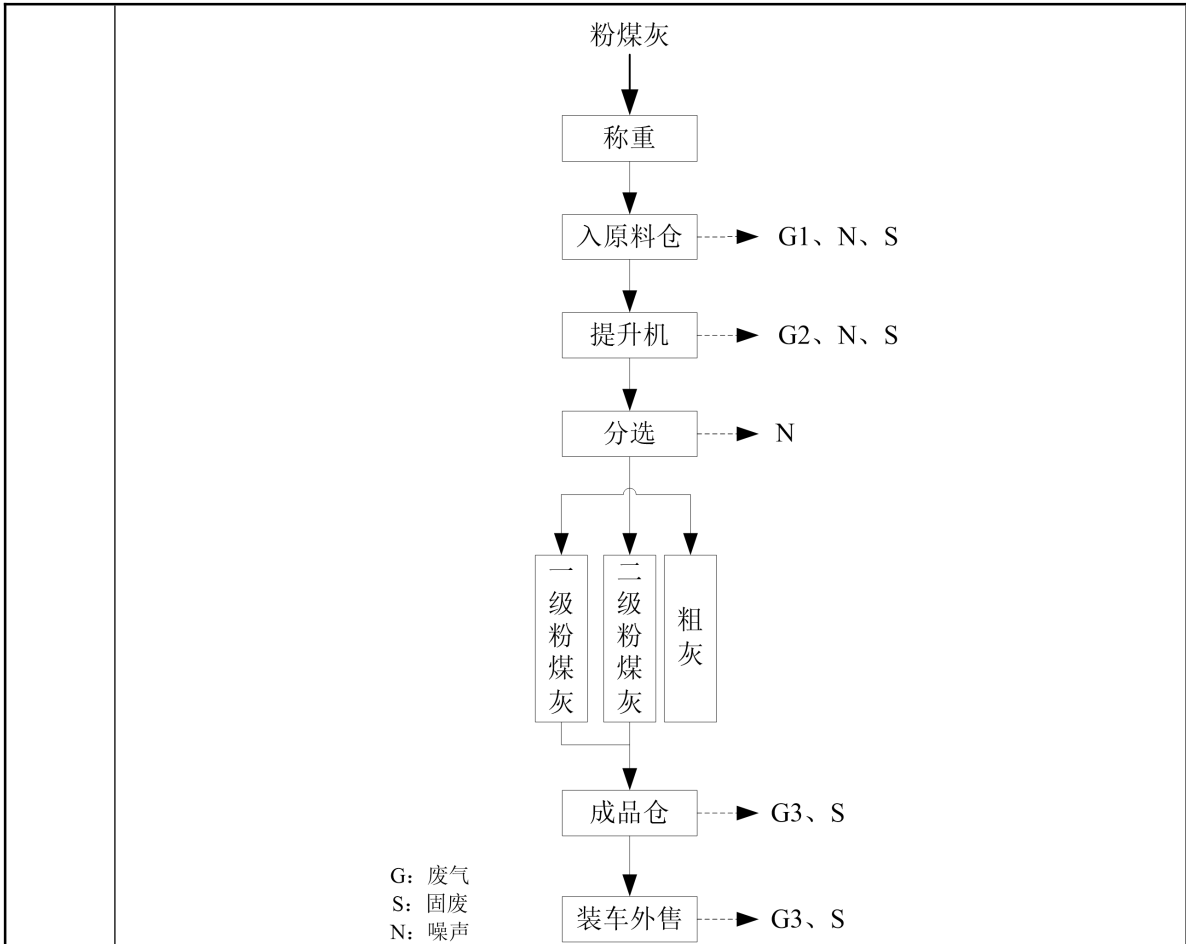 粉煤灰
称重
入原料仓
G1、N、S
提升机
G2、N、S
分选
N
一级粉煤灰
二级粉煤灰
粗灰
成品仓
G3、S
G：废气
S：固废
N：噪声
装车外售
G3、S